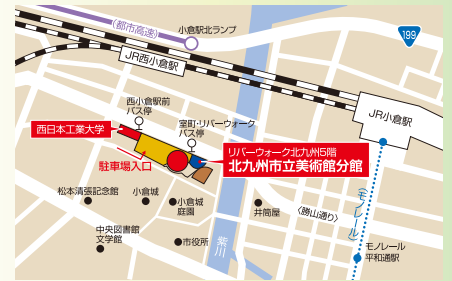 (都市高速)
小倉駅北ランプ
199
JR西小倉駅
JR小倉駅
西小倉駅前
バス停
室町・リバーウォーク
バス停
西日本工業大学
リバーウォーク北九州5階
北九州市立美術館分館
駐車場入口
松本清張記念館
小倉城
小倉城
庭園
井筒屋
〈勝山通り〉
〈モノレール〉
中央図書館
文学館
市役所
紫川
モノレール
平和通駅